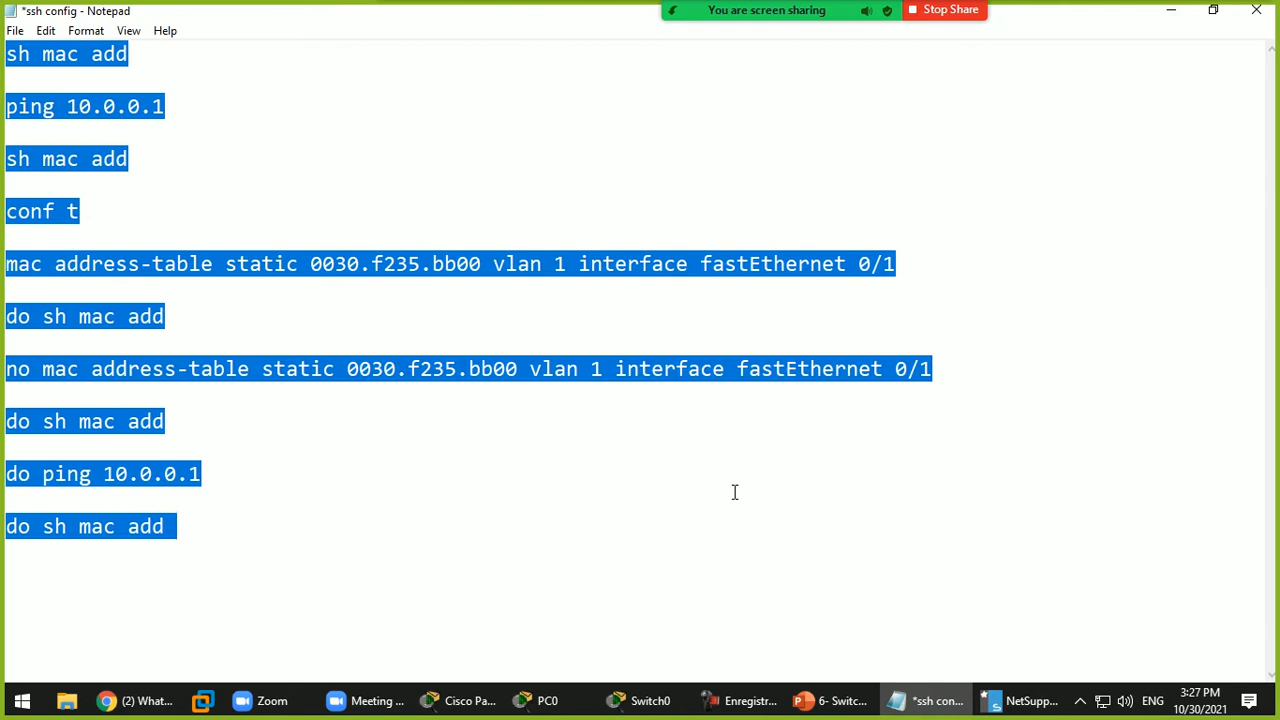 *ssh config - Notepad
You are screen sharing
Stop Share
File Edit Format View Help
sh mac add
ping 10.0.0.1
sh mac add
conf t
mac address-table static 0030.f235.bb00 vlan 1 interface fastEthernet 0/1
do sh mac add
no mac address-table static 0030.f235.bb00 vlan 1 interface fastEthernet 0/1
do sh mac add
do ping 10.0.0.1
do sh mac add
(2) What... Zoom Meeting ... Cisco Pa... PC0 Switch0 Enregistr... 6- Switc... *ssh con... NetSupp... ENG
3:27 PM
10/30/2021